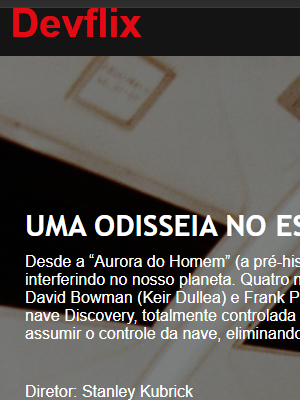 Devflix
UMA ODISSEIA NO ES
Desde a “Aurora do Homem” (a pré-his
interferindo no nosso planeta. Quatro m
David Bowman (Keir Dullea) e Frank P
nave Discovery, totalmente controlada
assumir o controle da nave, eliminando
Diretor: Stanley Kubrick